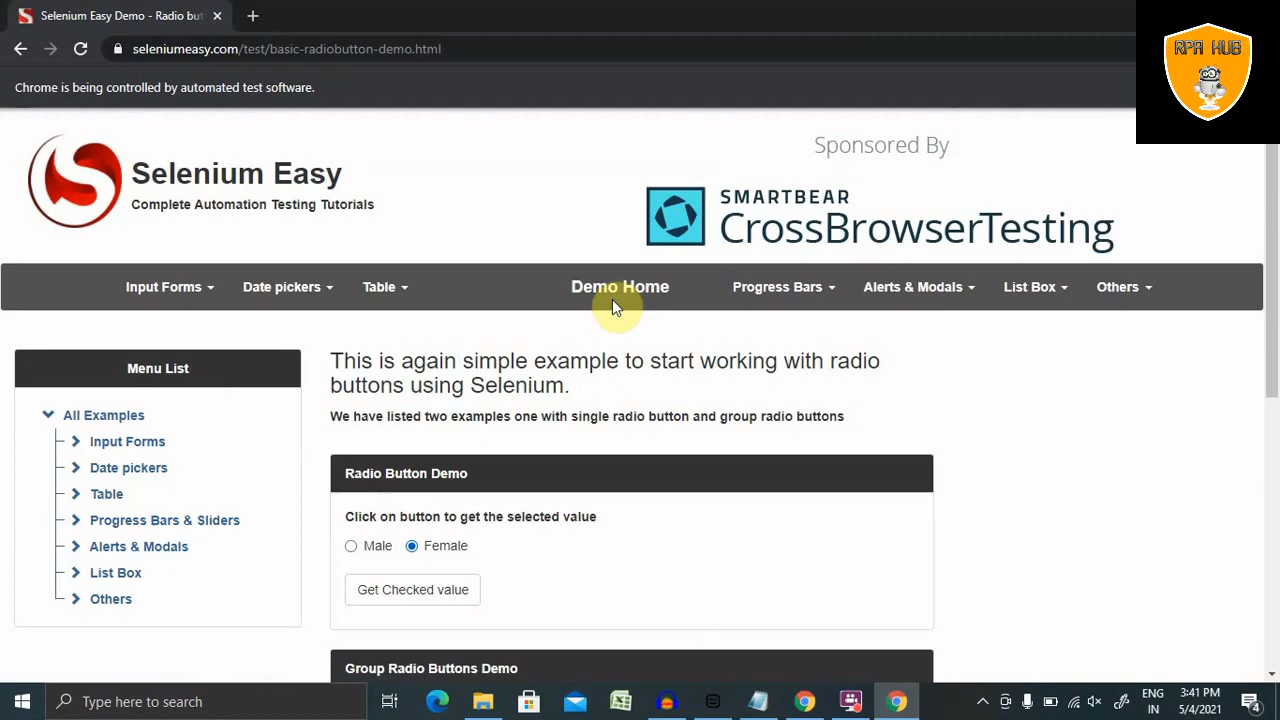 Selenium Easy Demo - Radio but
seleniumeasy.com/test/basic-radiobutton-demo.html
RPA HUB
Chrome is being controlled by automated test software.
Selenium Easy
Complete Automation Testing Tutorials
Sponsored By
SMARTBEAR
CrossBrowserTesting
Input Forms Date pickers Table Demo Home Progress Bars Alerts & Modals List Box Others
Menu List
All Examples
Input Forms
Date pickers
Table
Progress Bars & Sliders
Alerts & Modals
List Box
Others
This is again simple example to start working with radio
buttons using Selenium.
We have listed two examples one with single radio button and group radio buttons
Radio Button Demo
Click on button to get the selected value
Male Female
Get Checked value
Group Radio Buttons Demo
Type here to search
ENG
IN
3:41 PM
5/4/2021
4